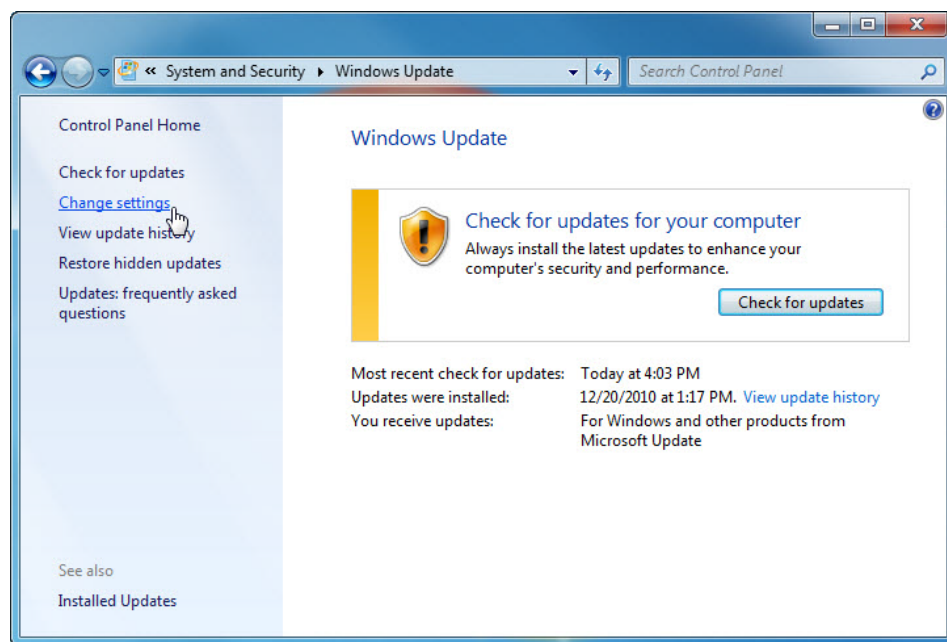 « System and Security ▸ Windows Update
Search Control Panel
Control Panel Home
Check for updates
Change settings
View update history
Restore hidden updates
Updates: frequently asked
questions
See also
Installed Updates
Windows Update
Check for updates for your computer
Always install the latest updates to enhance your
computer's security and performance.
Check for updates
Most recent check for updates: Today at 4:03 PM
Updates were installed: 12/20/2010 at 1:17 PM. View update history
You receive updates: For Windows and other products from
Microsoft Update